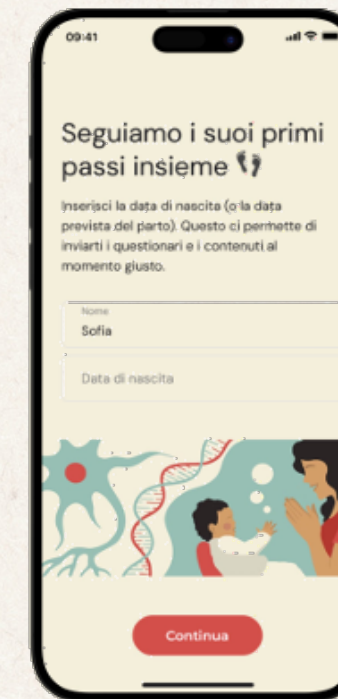 09:41
Seguiamo i suoi primi
passi insieme 👣
Inserisci la data di nascita (o la data
prevista del parto). Questo ci permette di
inviarti i questionari e i contenuti al
momento giusto.
Nome
Sofia
Data di nascita
Continua